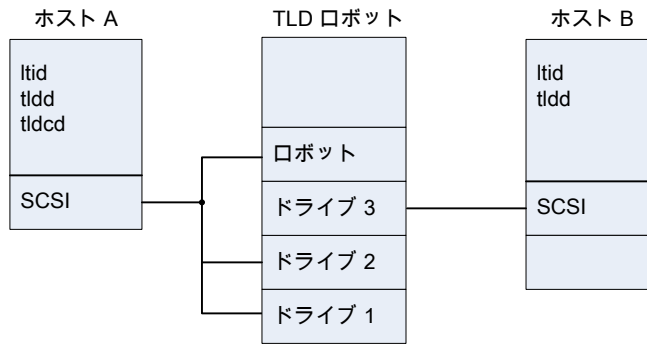 ホスト A
ltid
tldd
tldcd
SCSI
TLD ロボット
ロボット
ドライブ 3
ドライブ 2
ドライブ 1
ホスト B
ltid
tldd
SCSI